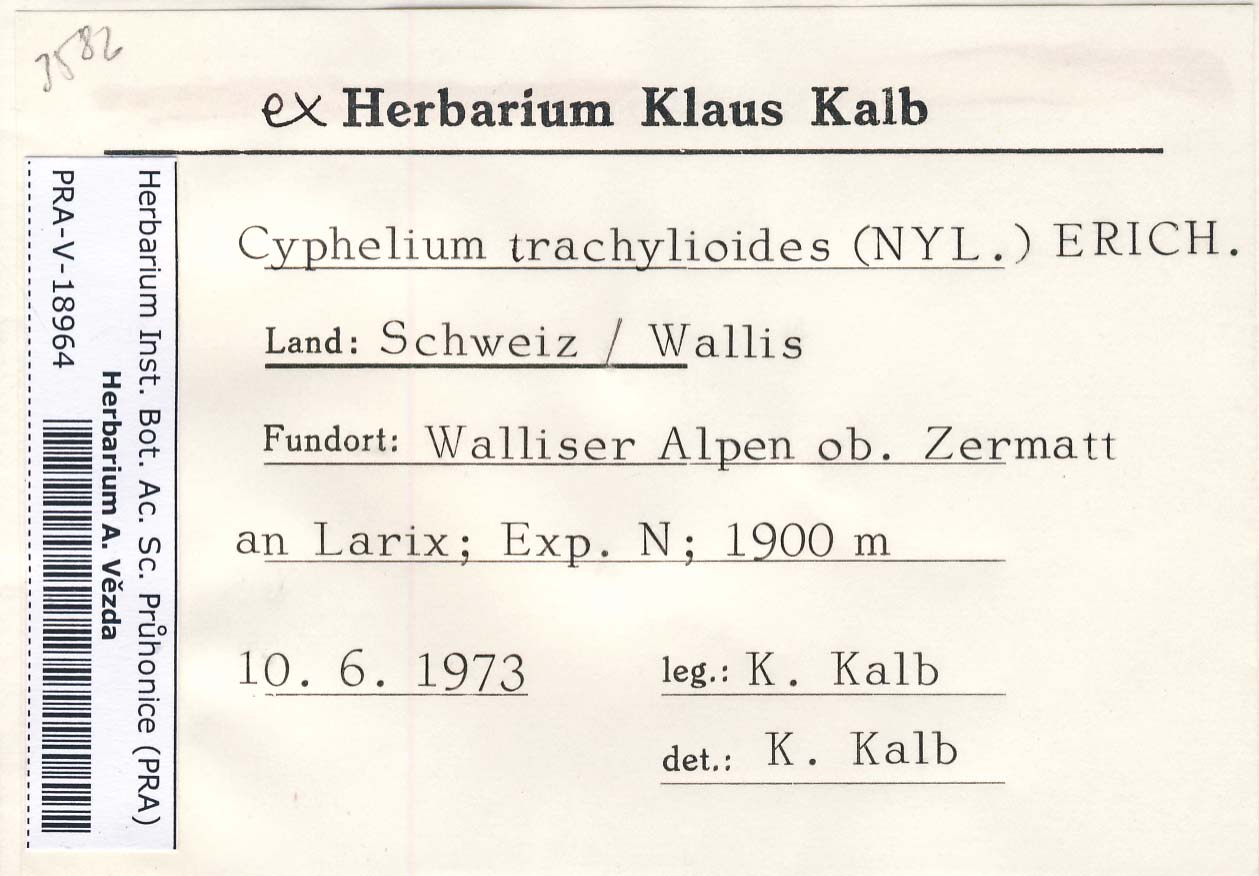 3582
ex Herbarium Klaus Kalb
Cyphelium trachylioides (NYL.) ERICH.
Land: Schweiz / Wallis
Fundort: Walliser Alpen ob. Zermatt
an Larix; Exp. N; 1900 m
10. 6. 1973 leg.: K. Kalb
det.: K. Kalb
Herbarium Inst. Bot. Ac. Sc. Průhonice (PRA)
Herbarium A. Vězda
PRA-V-18964